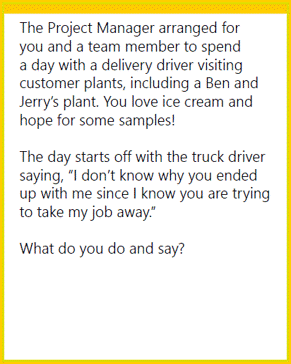 The Project Manager arranged for
you and a team member to spend
a day with a delivery driver visiting
customer plants, including a Ben and
Jerry's plant. You love ice cream and
hope for some samples!
The day starts off with the truck driver
saying, "I don't know why you ended
up with me since I know you are trying
to take my job away."
What do you do and say?